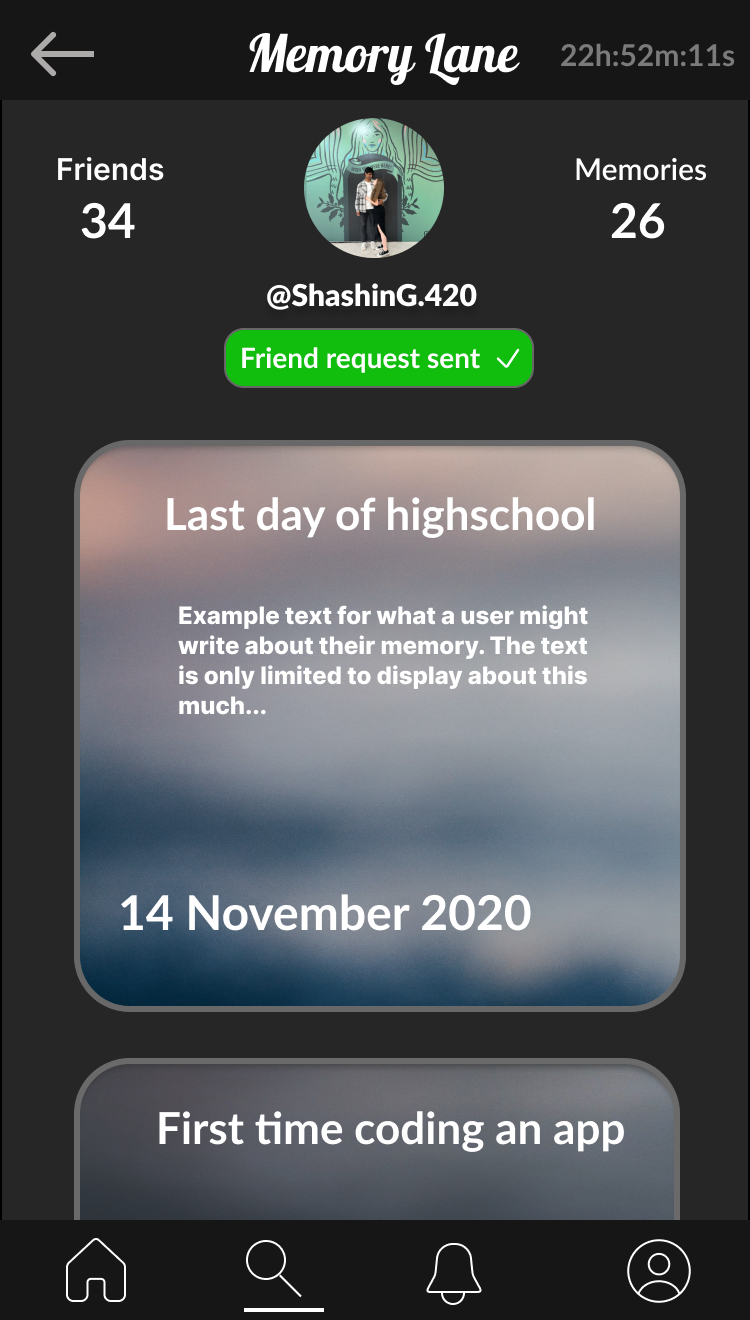 Memory Lane
22h:52m:11s
Friends
34
Memories
26
@ShashinG.420
Friend request sent
Last day of highschool
Example text for what a user might
write about their memory. The text
is only limited to display about this
much...
14 November 2020
First time coding an app